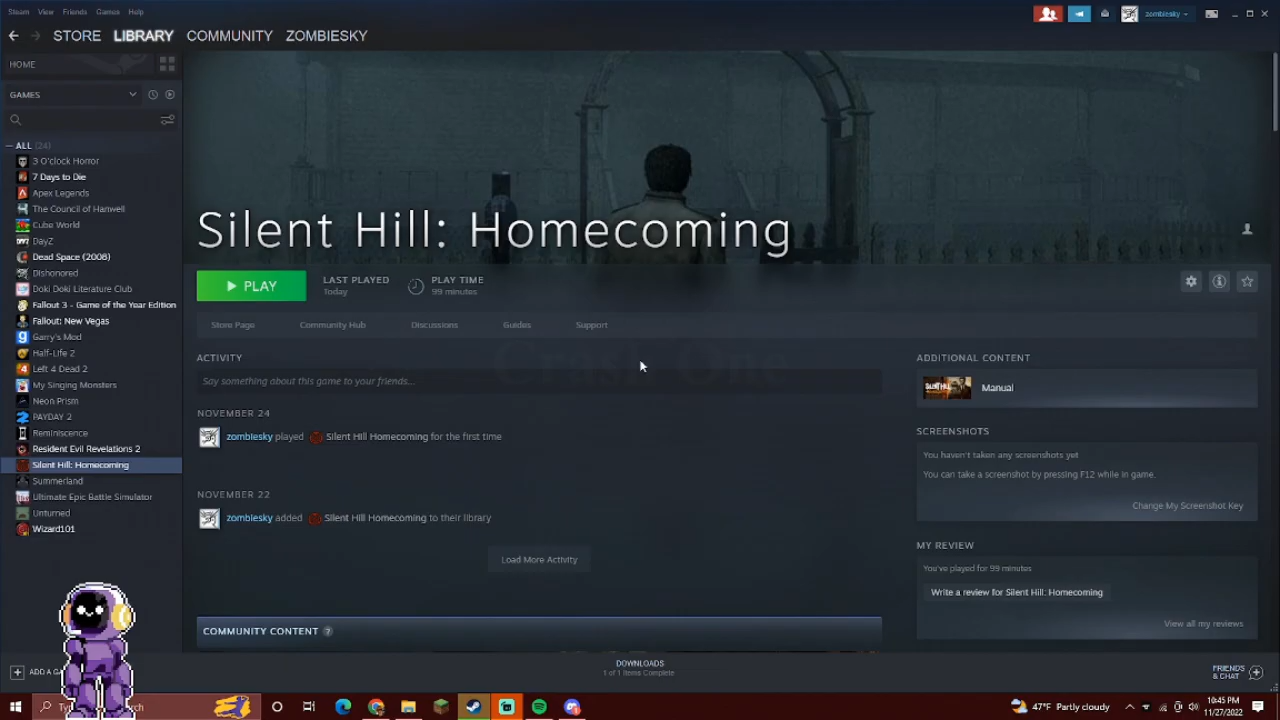 Steam View Friends Games Help
zombiesky
STORE LIBRARY COMMUNITY ZOMBIESKY
HOME
GAMES
ALL (24)
3 O'clock Horror
7 Days to Die
Apex Legends
The Council of Hanwell
Cube World
DayZ
Dead Space (2008)
Dishonored
Doki Doki Literature Club
Fallout 3 - Game of the Year Edition
Fallout: New Vegas
Garry's Mod
Half-Life 2
Left 4 Dead 2
My Singing Monsters
Neon Prism
PAYDAY 2
Reminiscence
Resident Evil Revelations 2
Silent Hill: Homecoming
Summerland
Ultimate Epic Battle Simulator
Unturned
Wizard101
ADD A G
Silent Hill: Homecoming
PLAY
LAST PLAYED
Today
PLAY TIME
99 minutes
Store Page Community Hub Discussions Guides Support
ACTIVITY
Crash One
Say something about this game to your friends...
NOVEMBER 24
zombiesky played Silent Hill Homecoming for the first time
NOVEMBER 22
zombiesky added Silent Hill Homecoming to their library
Load More Activity
COMMUNITY CONTENT ?
ADDITIONAL CONTENT
SILENT HILL
Manual
SCREENSHOTS
You haven't taken any screenshots yet
You can take a screenshot by pressing F12 while in game.
Change My Screenshot Key
MY REVIEW
You've played for 99 minutes
Write a review for Silent Hill: Homecoming
View all my reviews
DOWNLOADS
1 of 1 Items Complete
FRIENDS
& CHAT
47°F Partly cloudy
10:45 PM
11/27/2022